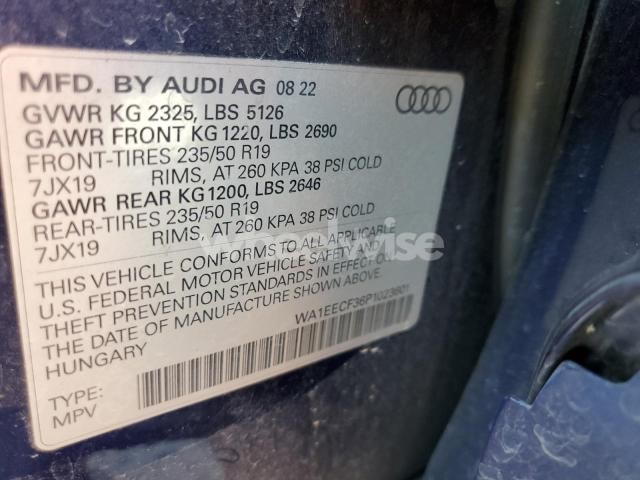 MFD. BY AUDI AG 08 22
GVWR KG 2325, LBS 5126
GAWR FRONT KG 1220, LBS 2690
FRONT-TIRES 235/50 R19
7JX19 RIMS, AT 260 KPA 38 PSI COLD
GAWR REAR KG 1200, LBS 2646
REAR-TIRES 235/50 R19
7JX19 RIMS, AT 260 KPA 38 PSI COLD
THIS VEHICLE CONFORMS TO ALL APPLICABLE
U.S. FEDERAL MOTOR VEHICLE SAFETY AND
THEFT PREVENTION STANDARDS IN EFFECT ON
THE DATE OF MANUFACTURE SHOWN ABOVE.
HUNGARY WA1EECF36P1023601
TYPE:
MPV